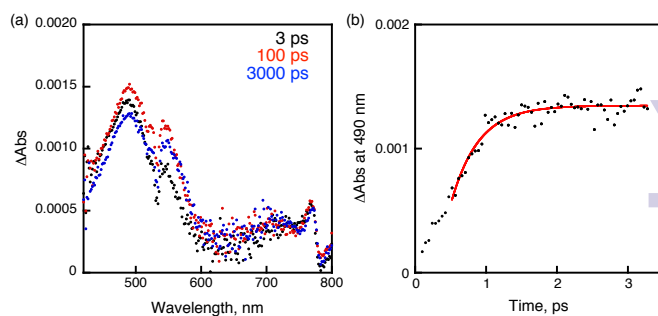 (a)
0.0020
0.0015
0.0010
0.0005
0
ΔAbs
3 ps
100 ps
3000 ps
500
600
700
800
Wavelength, nm
(b)
0.002
0.001
0
ΔAbs at 490 nm
0
1
2
3
Time, ps